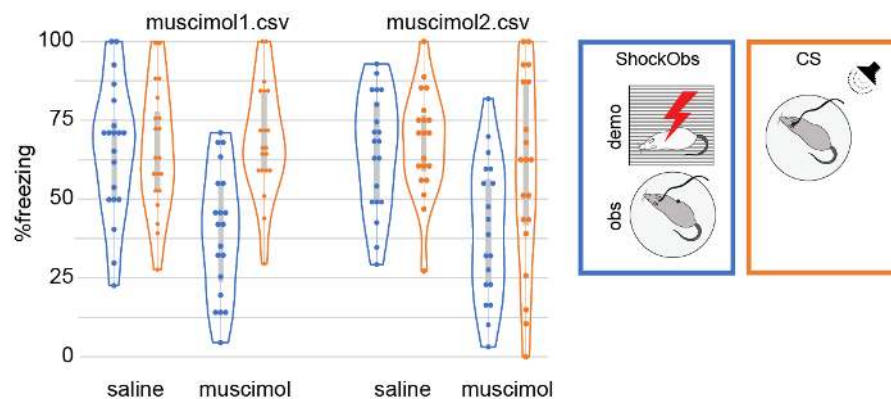 muscimol1.csv muscimol2.csv
100
75
50
25
0
%freezing
saline muscimol saline muscimol
ShockObs
demo
obs
CS